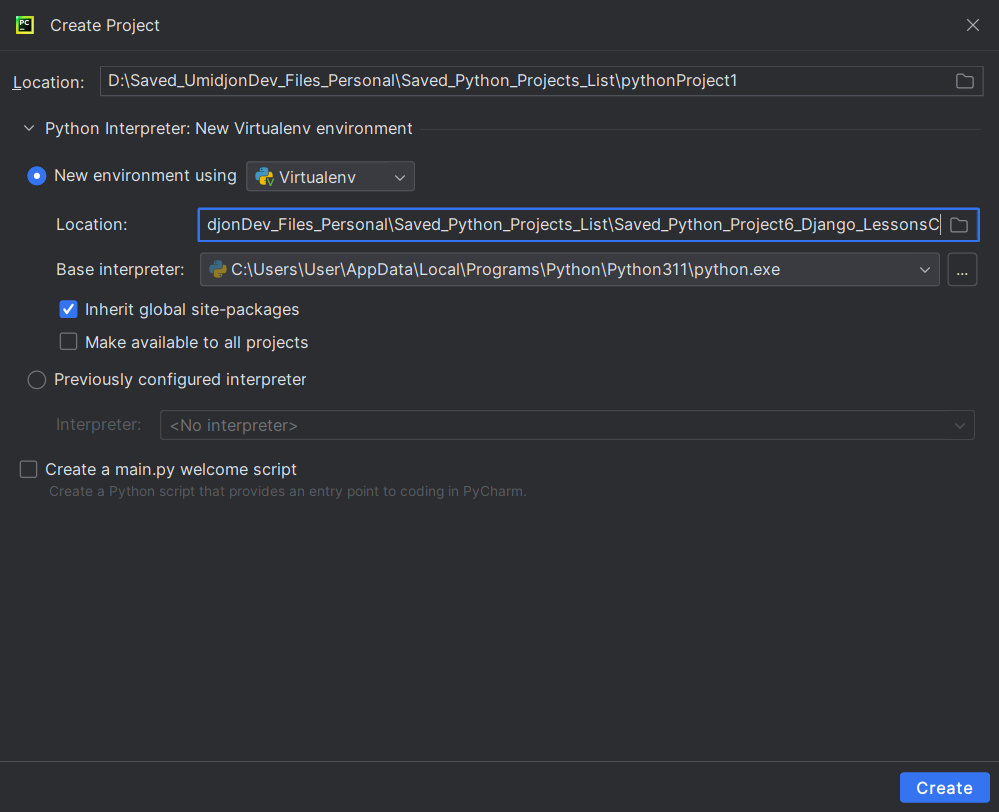 PC
Create Project
Location: D:\Saved_UmidjonDev_Files_Personal\Saved_Python_Projects_List\pythonProject1
Python Interpreter: New Virtualenv environment
New environment using Virtualenv
Location: djonDev_Files_Personal\Saved_Python_Projects_List\Saved_Python_Project6_Django_LessonsC
Base interpreter: C:\Users\User\AppData\Local\Programs\Python\Python311\python.exe ...
Inherit global site-packages
Make available to all projects
Previously configured interpreter
Interpreter: <No interpreter>
Create a main.py welcome script
Create a Python script that provides an entry point to coding in PyCharm.
Create